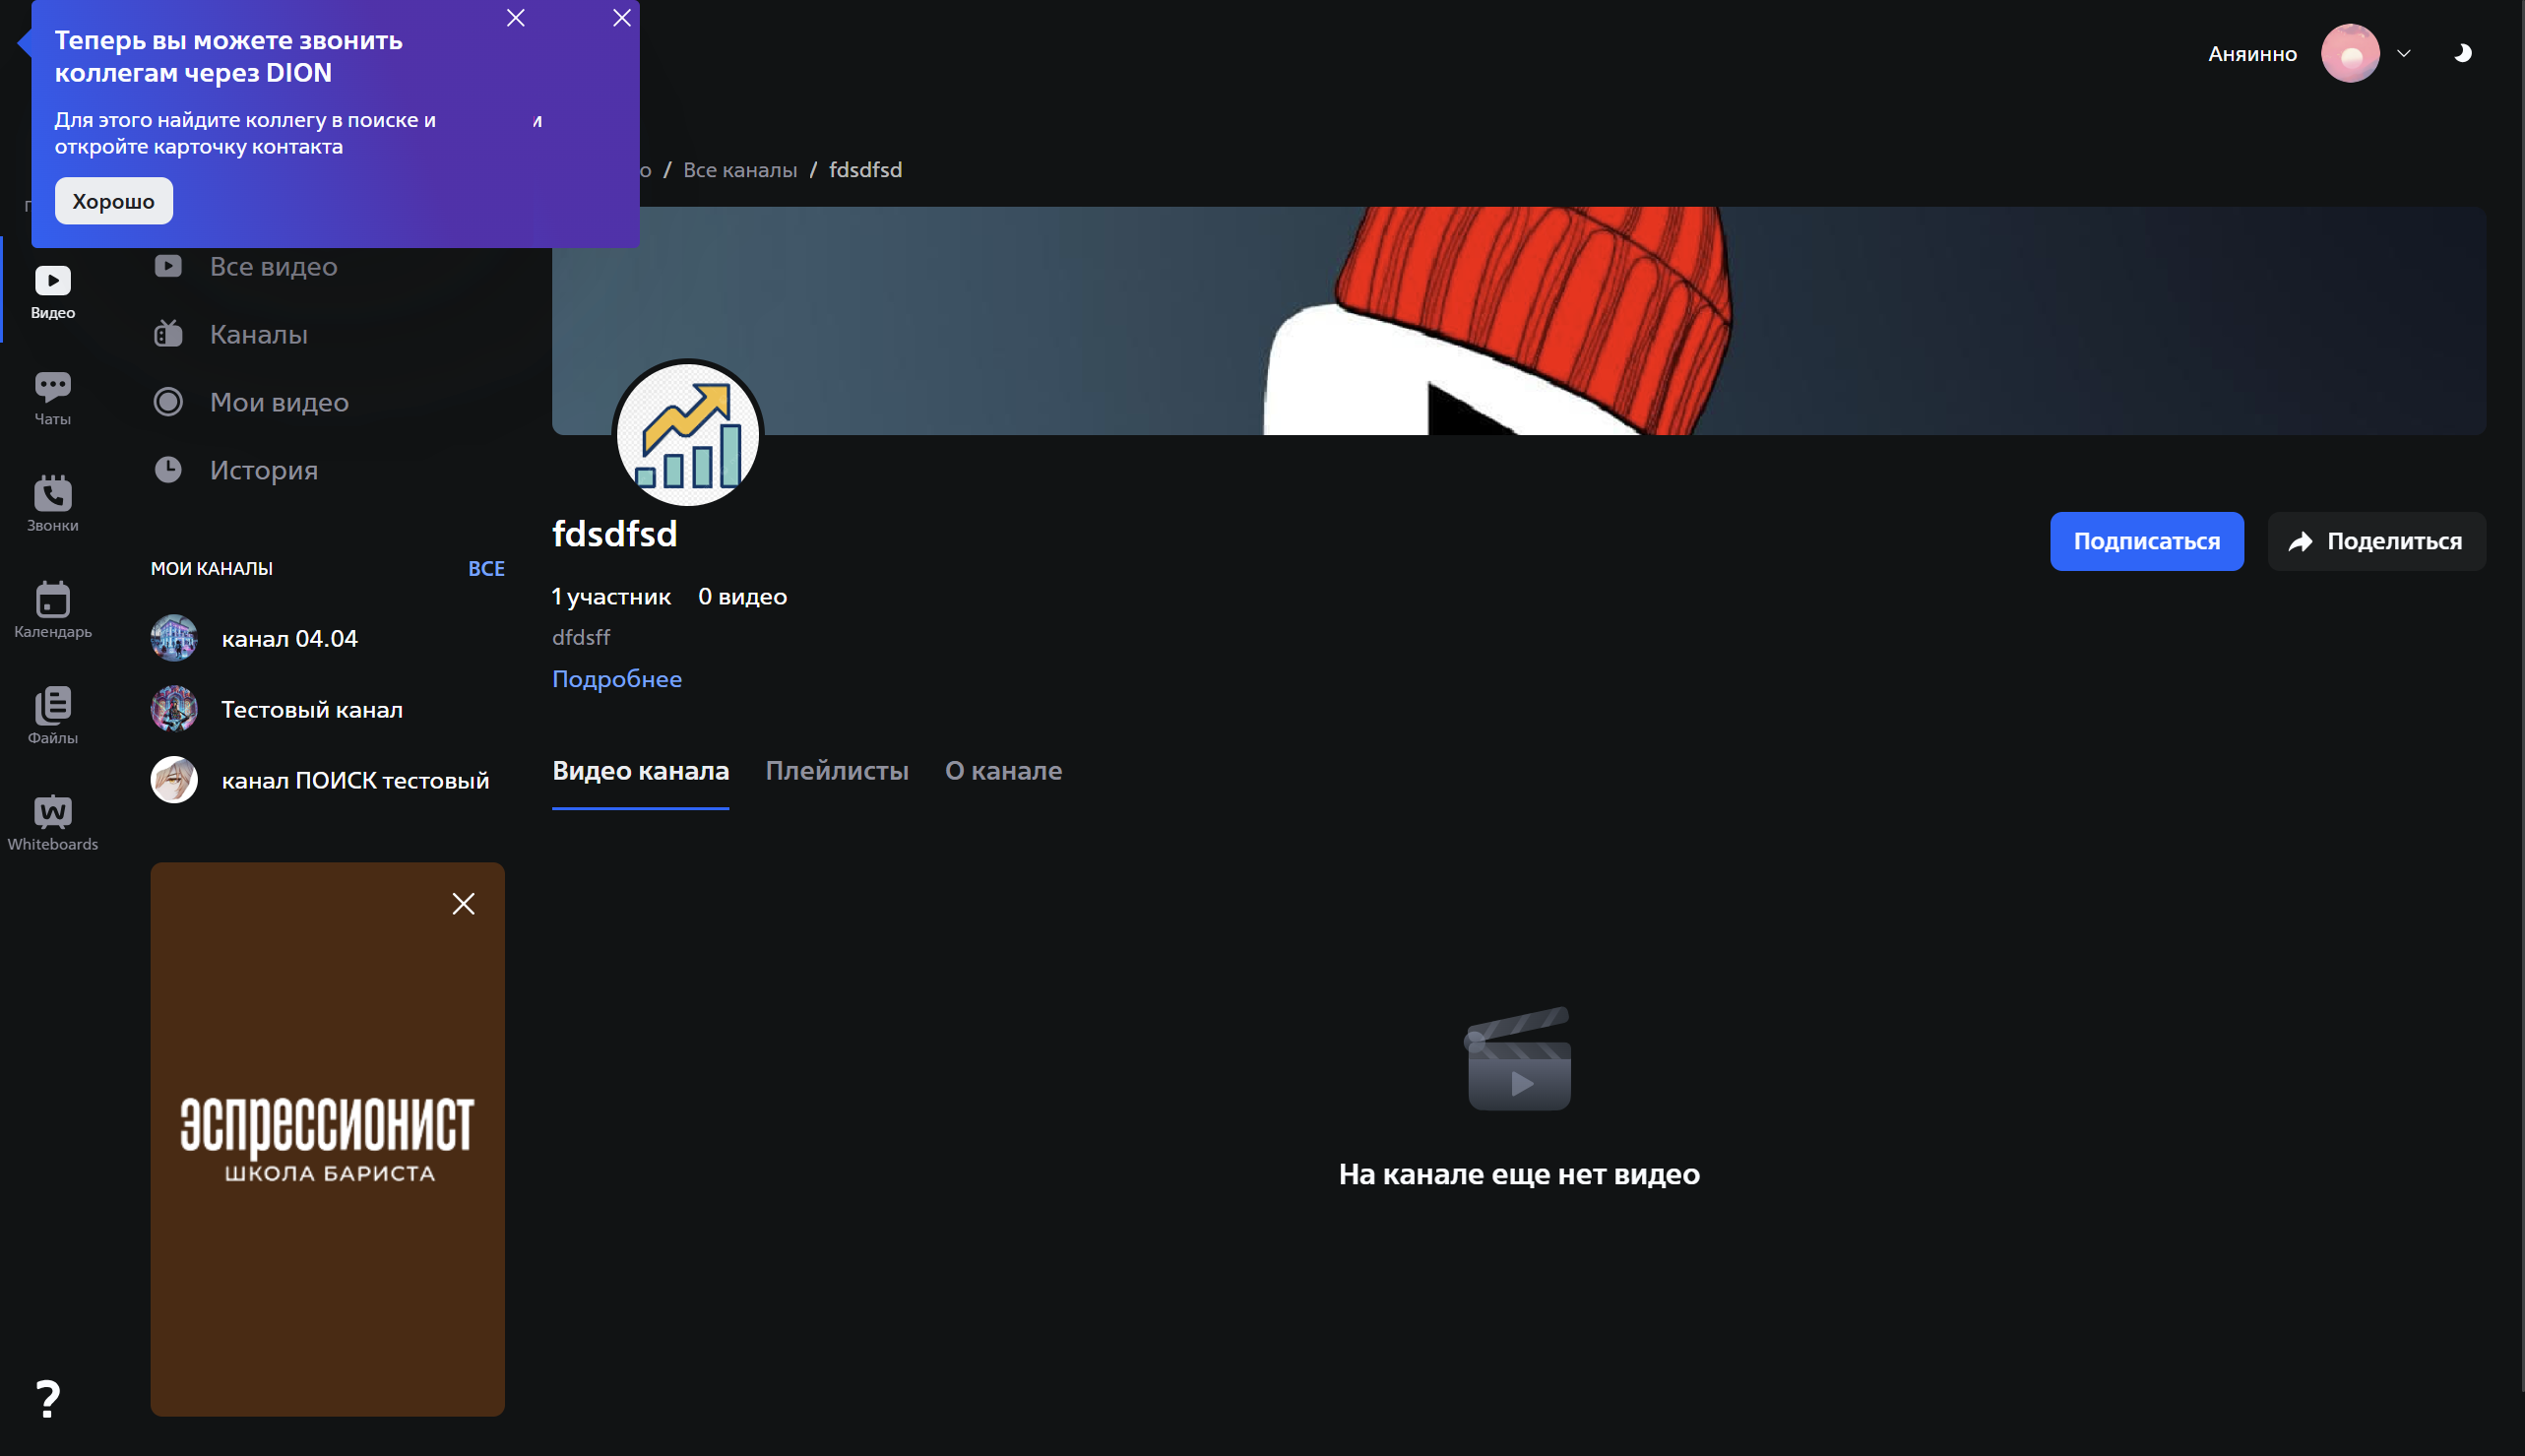 Теперь вы можете звонить
коллегам через DION
Для этого найдите коллегу в поиске и
откройте карточку контакта
Хорошо
Аняинно
/ Все каналы / fdsdfsd
Видео
Чаты
Звонки
Календарь
Файлы
Whiteboards
Все видео
Каналы
Мои видео
История
МОИ КАНАЛЫ
ВСЕ
канал 04.04
Тестовый канал
канал ПОИСК тестовый
ЭСПРЕССИОНИСТ
ШКОЛА БАРИСТА
fdsdfsd
Подписаться
Поделиться
1 участник 0 видео
dfdsff
Подробнее
Видео канала Плейлисты О канале
На канале еще нет видео
?